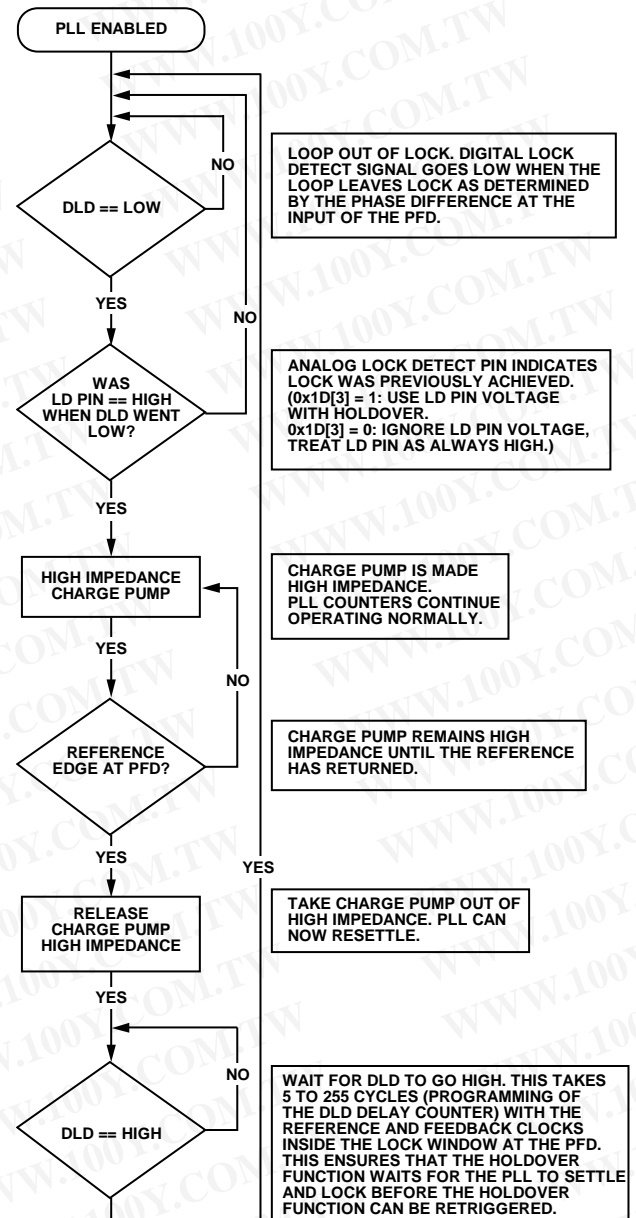 PLL ENABLED
NO
DLD == LOW
LOOP OUT OF LOCK. DIGITAL LOCK
DETECT SIGNAL GOES LOW WHEN THE
LOOP LEAVES LOCK AS DETERMINED
BY THE PHASE DIFFERENCE AT THE
INPUT OF THE PFD.
YES
NO
WAS
LD PIN == HIGH
WHEN DLD WENT
LOW?
ANALOG LOCK DETECT PIN INDICATES
LOCK WAS PREVIOUSLY ACHIEVED.
(0x1D[3] = 1: USE LD PIN VOLTAGE
WITH HOLDOVER.
0x1D[3] = 0: IGNORE LD PIN VOLTAGE,
TREAT LD PIN AS ALWAYS HIGH.)
YES
HIGH IMPEDANCE
CHARGE PUMP
CHARGE PUMP IS MADE
HIGH IMPEDANCE.
PLL COUNTERS CONTINUE
OPERATING NORMALLY.
YES
NO
REFERENCE
EDGE AT PFD?
CHARGE PUMP REMAINS HIGH
IMPEDANCE UNTIL THE REFERENCE
HAS RETURNED.
YES
YES
RELEASE
CHARGE PUMP
HIGH IMPEDANCE
TAKE CHARGE PUMP OUT OF
HIGH IMPEDANCE. PLL CAN
NOW RESETTLE.
YES
NO
DLD == HIGH
WAIT FOR DLD TO GO HIGH. THIS TAKES
5 TO 255 CYCLES (PROGRAMMING OF
THE DLD DELAY COUNTER) WITH THE
REFERENCE AND FEEDBACK CLOCKS
INSIDE THE LOCK WINDOW AT THE PFD.
THIS ENSURES THAT THE HOLDOVER
FUNCTION WAITS FOR THE PLL TO SETTLE
AND LOCK BEFORE THE HOLDOVER
FUNCTION CAN BE RETRIGGERED.
WWW.100Y.COM.TW